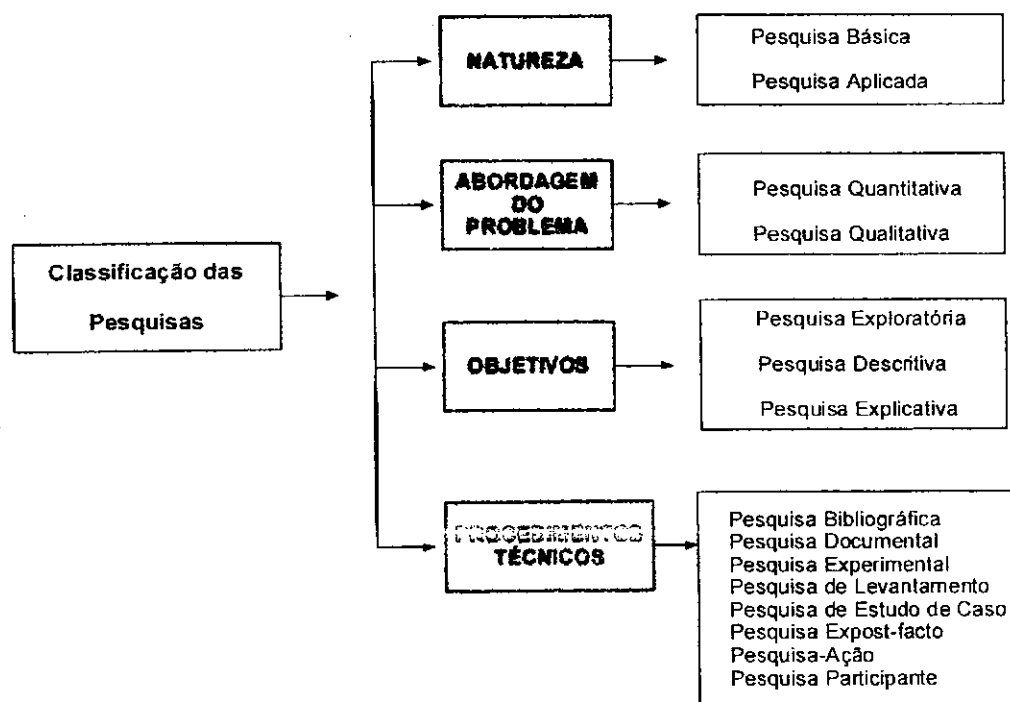 Classificação das
Pesquisas
NATUREZA
Pesquisa Básica
Pesquisa Aplicada
ABORDAGEM
DO
PROBLEMA
Pesquisa Quantitativa
Pesquisa Qualitativa
OBJETIVOS
Pesquisa Exploratória
Pesquisa Descritiva
Pesquisa Explicativa
PROCEDIMENTOS
TÉCNICOS
Pesquisa Bibliográfica
Pesquisa Documental
Pesquisa Experimental
Pesquisa de Levantamento
Pesquisa de Estudo de Caso
Pesquisa Expost-facto
Pesquisa-Ação
Pesquisa Participante